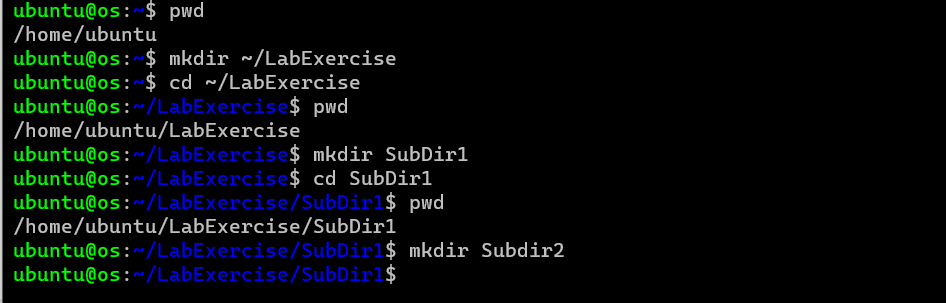 ubuntu@os:~$ pwd
/home/ubuntu
ubuntu@os:~$ mkdir ~/LabExercise
ubuntu@os:~$ cd ~/LabExercise
ubuntu@os:~/LabExercise$ pwd
/home/ubuntu/LabExercise
ubuntu@os:~/LabExercise$ mkdir SubDir1
ubuntu@os:~/LabExercise$ cd SubDir1
ubuntu@os:~/LabExercise/SubDir1$ pwd
/home/ubuntu/LabExercise/SubDir1
ubuntu@os:~/LabExercise/SubDir1$ mkdir Subdir2
ubuntu@os:~/LabExercise/SubDir1$